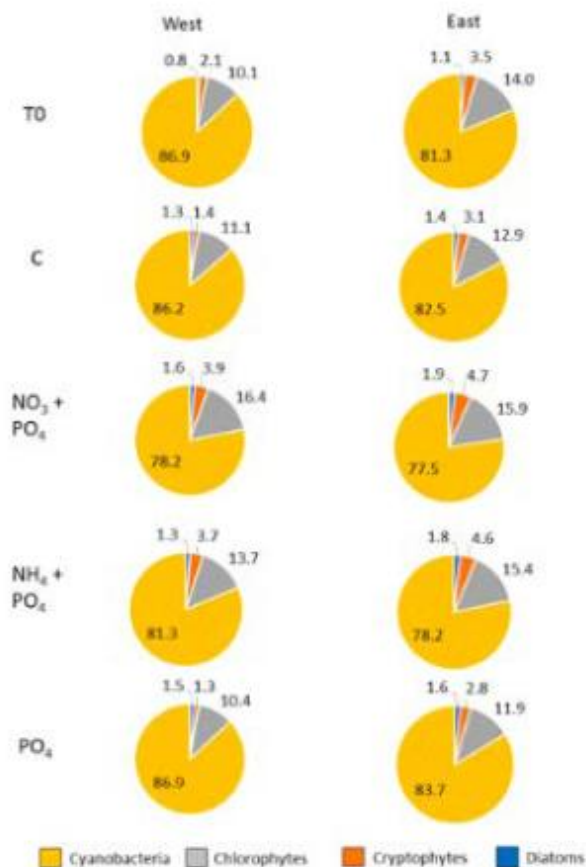 West East
0.8 2.1 10.1 1.1 3.5 14.0
T0
86.9 81.3
1.3 1.4 11.1 1.4 3.1 12.9
C
86.2 82.5
1.6 3.9 16.4 1.9 4.7 15.9
NO₃ +
PO₄
78.2 77.5
1.3 3.7 13.7 1.8 4.6 15.4
NH₄ +
PO₄
81.3 78.2
1.5 1.3 10.4 1.6 2.8 11.9
PO₄
86.9 83.7
Cyanobacteria Chlorophytes Cryptophytes Diatoms